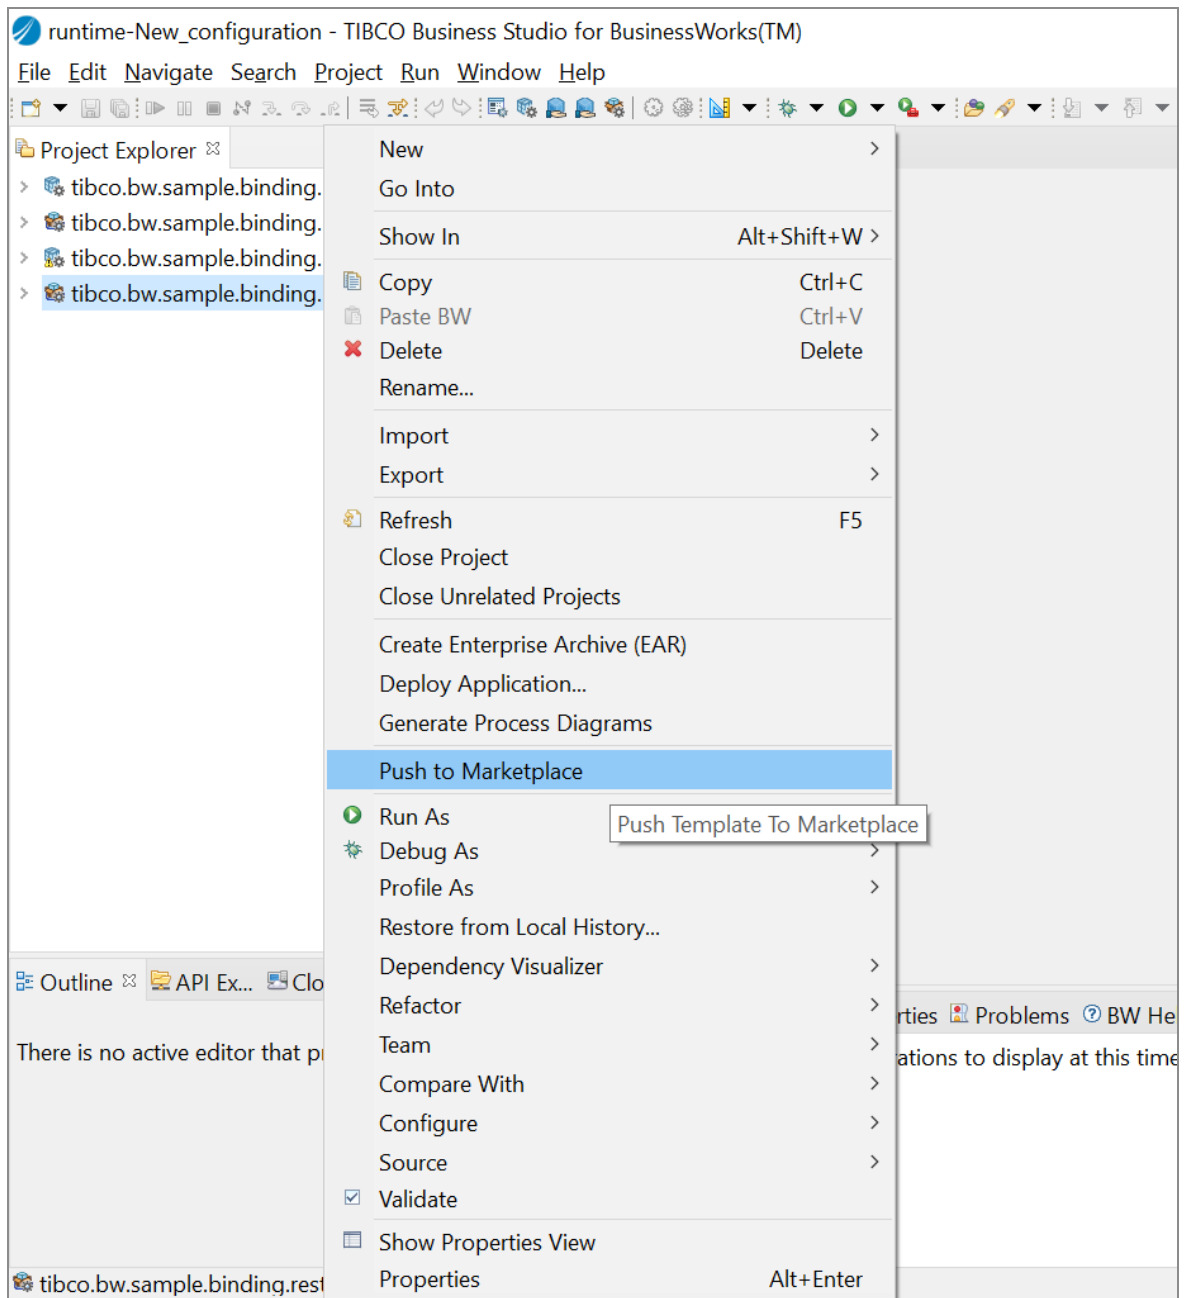 runtime-New_configuration - TIBCO Business Studio for BusinessWorks(TM)
File Edit Navigate Search Project Run Window Help
Project Explorer
tibco.bw.sample.binding.
tibco.bw.sample.binding.
tibco.bw.sample.binding.
tibco.bw.sample.binding.
New
Go Into
Show In Alt+Shift+W
Copy Ctrl+C
Paste BW Ctrl+V
Delete Delete
Rename...
Import
Export
Refresh F5
Close Project
Close Unrelated Projects
Create Enterprise Archive (EAR)
Deploy Application...
Generate Process Diagrams
Push to Marketplace
Run As
Push Template To Marketplace
Debug As
Profile As
Restore from Local History...
Dependency Visualizer
Refactor
Team
Compare With
Configure
Source
Validate
Show Properties View
Properties Alt+Enter
Outline API Ex... Clo
There is no active editor that pr
rties Problems BW He
ations to display at this time
tibco.bw.sample.binding.rest